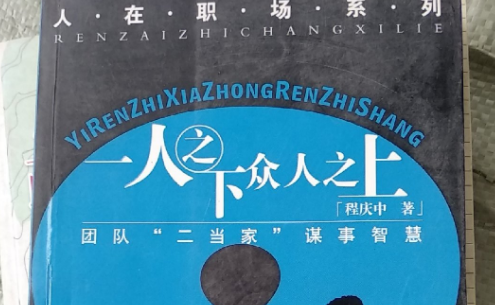 人·在·职·场·系·列
RENZAIZHICHANGXILIE
YIRENZHIXIAZHONGRENZHISHANG
一人之下众人之上
「程庆中 著」
团队“二当家”谋事智慧